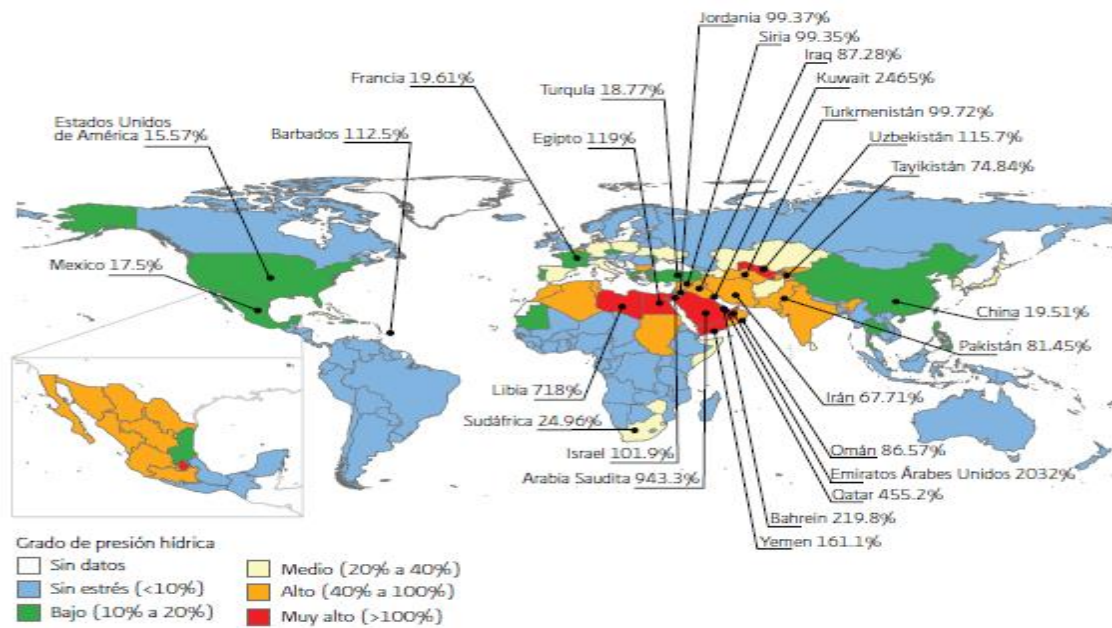 Jordania 99.37%
Siria 99.35%
Iraq 87.28%
Francia 19.61%
Turquía 18.77%
Kuwait 2465%
Turkmenistán 99.72%
Estados Unidos
de América 15.57%
Barbados 112.5%
Egipto 119%
Uzbekistán 115.7%
Tayikistán 74.84%
Mexico 17.5%
China 19.51%
Pakistán 81.45%
Libia 718%
Irán 67.71%
Sudáfrica 24.96%
Israel 101.9%
Omán 86.57%
Arabia Saudita 943.3%
Emiratos Árabes Unidos 2032%
Qatar 455.2%
Bahrein 219.8%
Yemen 161.1%
Grado de presión hídrica
Sin datos
Sin estrés (<10%)
Bajo (10% a 20%)
Medio (20% a 40%)
Alto (40% a 100%)
Muy alto (>100%)